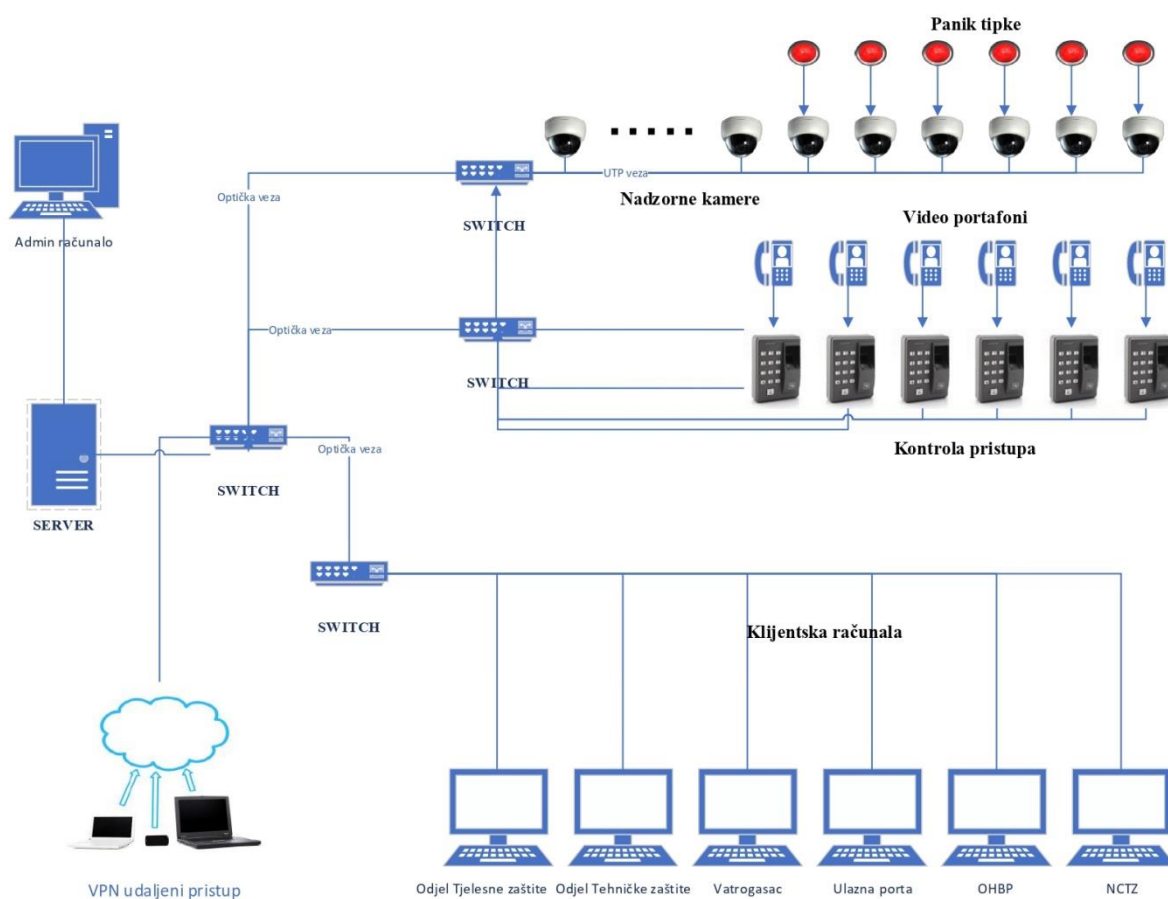 Panik tipke
UTP veza
Optička veza
Nadzorne kamere
SWITCH
Video portafoni
Admin računalo
Optička veza
SWITCH
Optička veza
Kontrola pristupa
SWITCH
SERVER
SWITCH
Klijentska računala
VPN udaljeni pristup
Odjel Tjelesne zaštite
Odjel Tehničke zaštite
Vatrogasac
Ulazna porta
OHBP
NCTZ